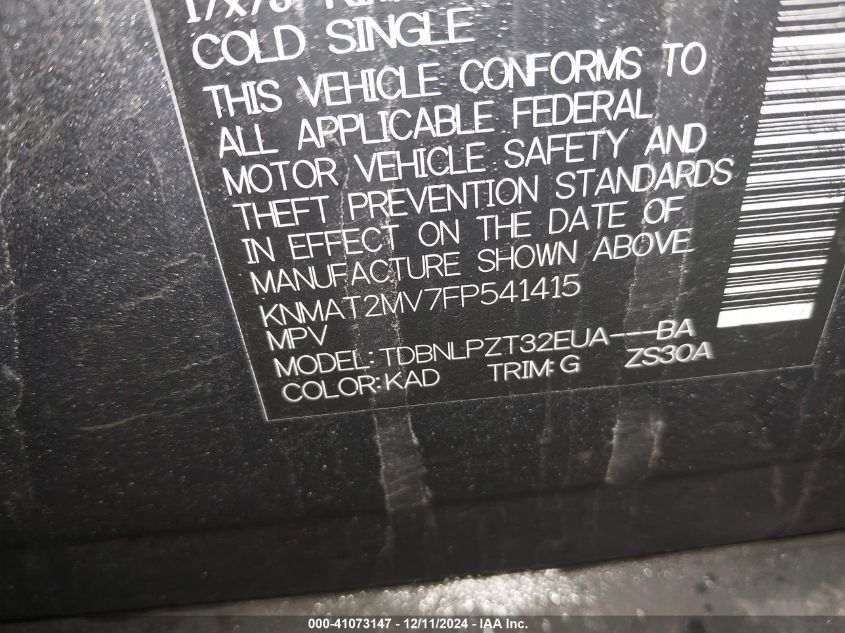 17X7J
COLD SINGLE
THIS VEHICLE CONFORMS TO
ALL APPLICABLE FEDERAL
MOTOR VEHICLE SAFETY AND
THEFT PREVENTION STANDARDS
IN EFFECT ON THE DATE OF
MANUFACTURE SHOWN ABOVE
KNMAT2MV7FP541415
MPV
MODEL:TDBNLPZT32EUA---BA
COLOR:KAD TRIM:G ZS30A
000-41073147 - 12/11/2024 - IAA Inc.